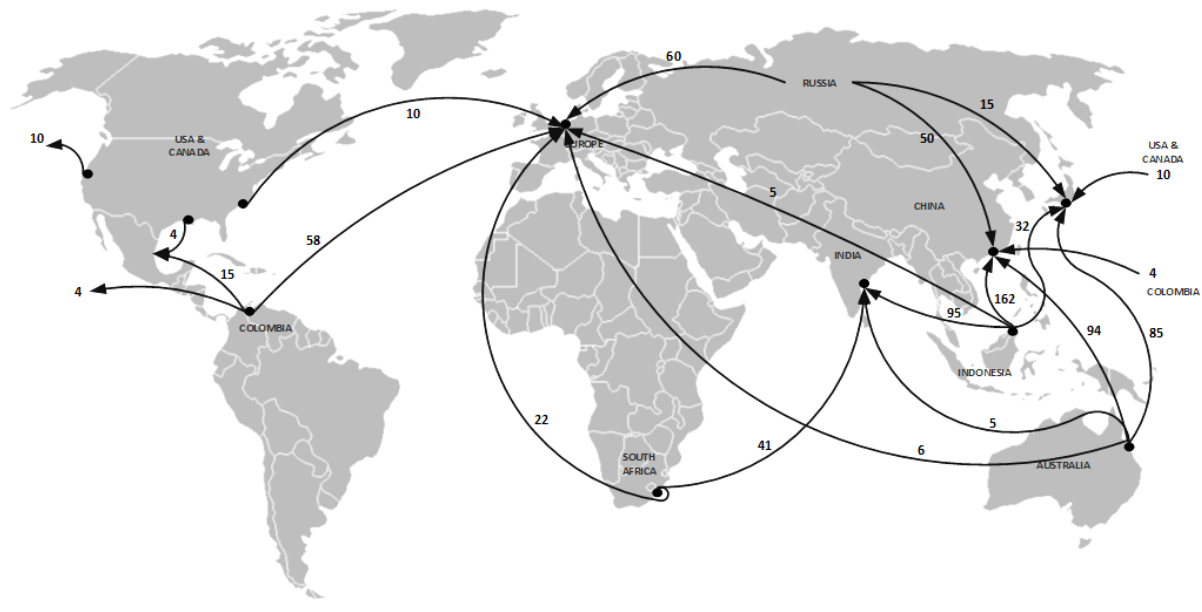 60
RUSSIA
15
10
10
USA &
CANADA
50
USA &
CANADA
10
EUROPE
5
CHINA
32
4
58
INDIA
15
4
4
COLOMBIA
162
95
COLOMBIA
94
85
INDONESIA
22
5
41
6
SOUTH
AFRICA
AUSTRALIA